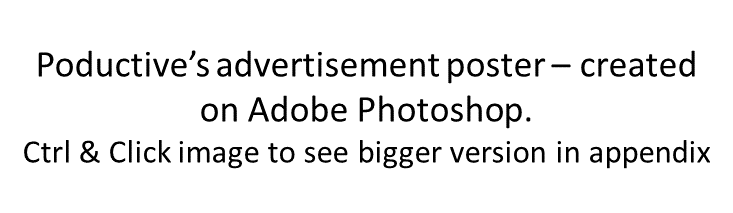 Poductive’s advertisement poster – created
on Adobe Photoshop.
Ctrl & Click image to see bigger version in appendix